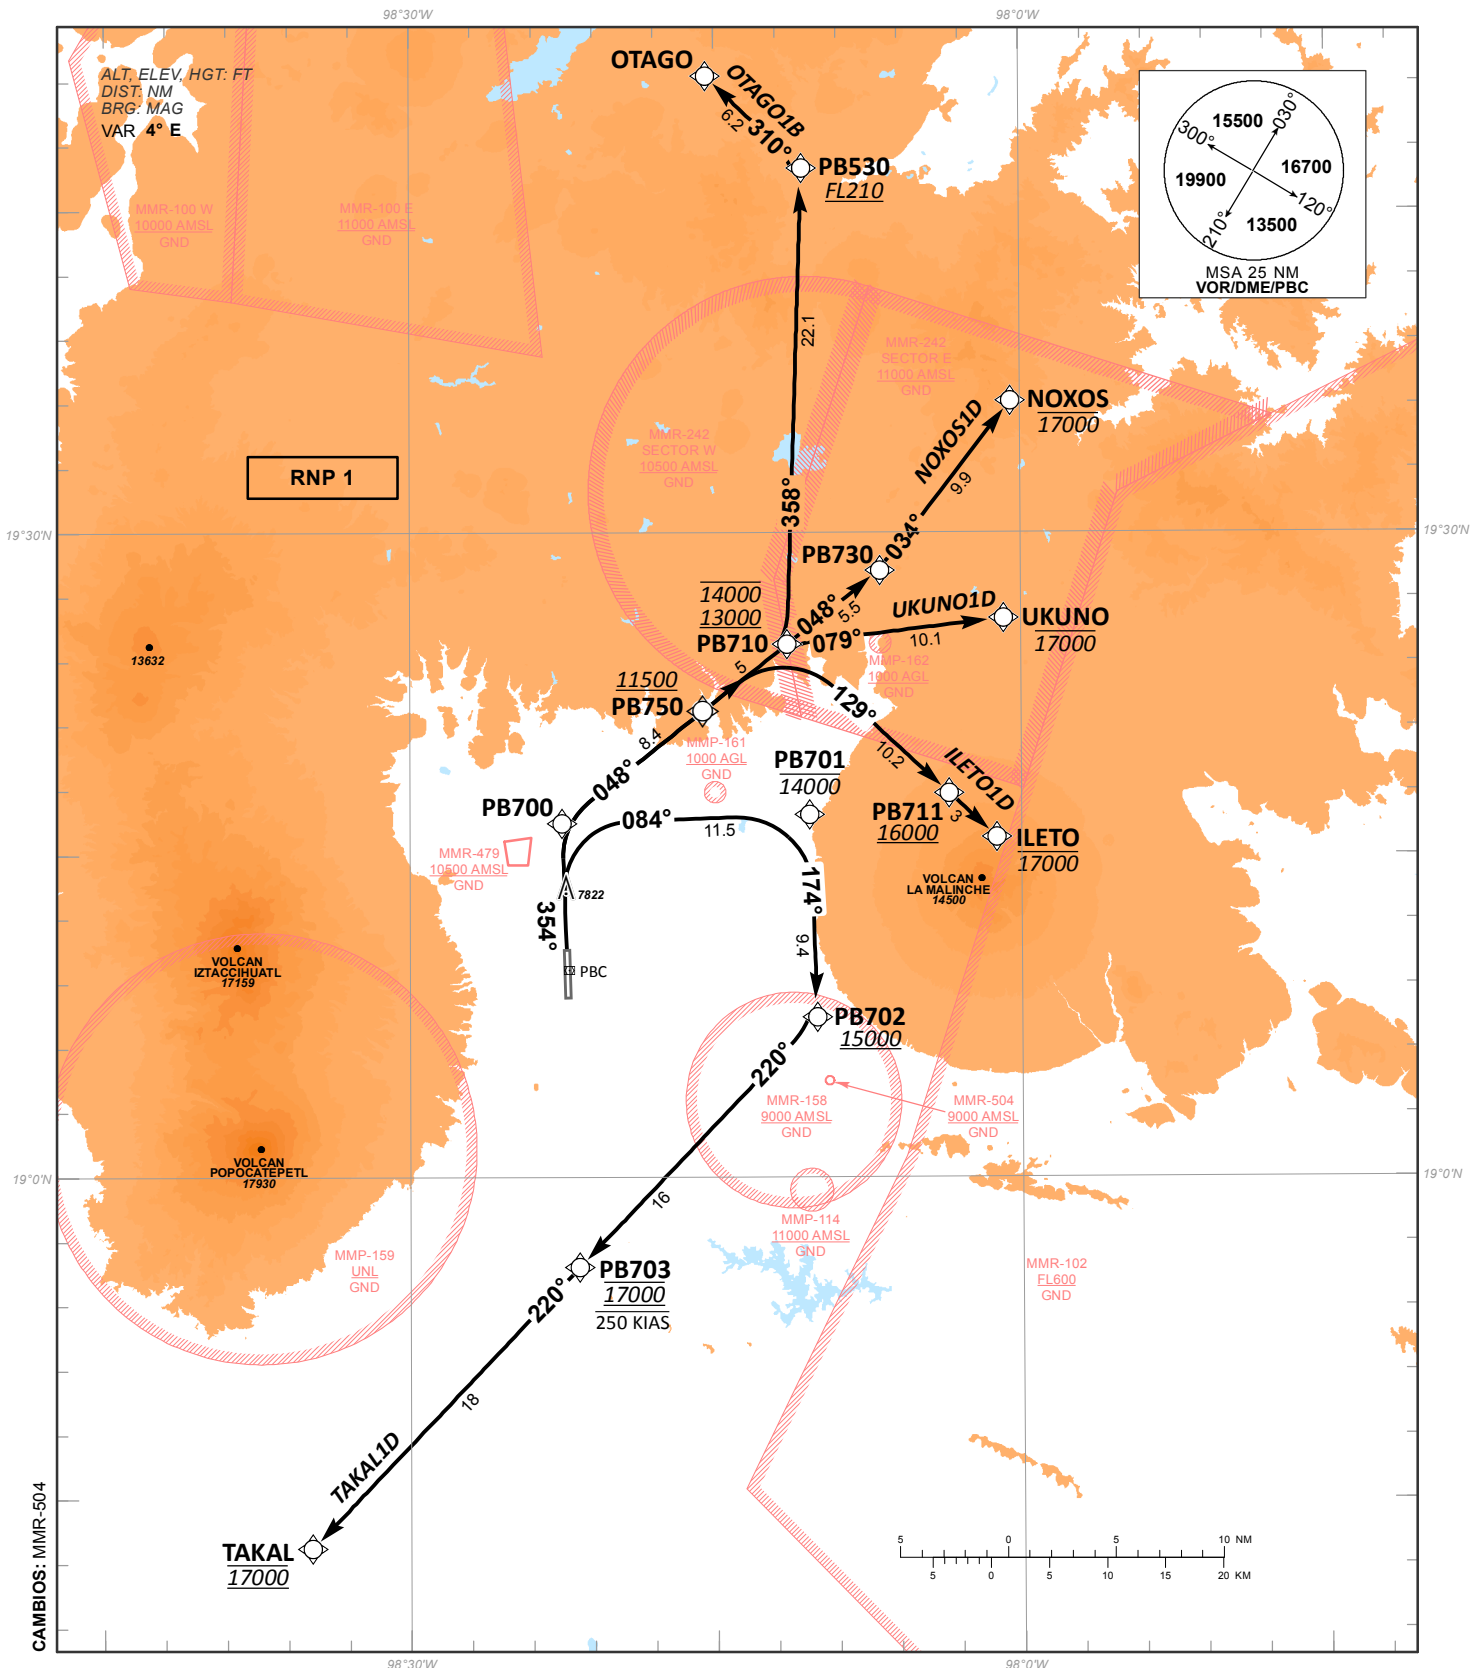 98°30'W
98°0'W
ALT, ELEV, HGT: FT
DIST: NM
BRG: MAG
VAR 4° E
OTAGO
OTAGO1B
6.2
310°
PB530
FL210
15500
030°
300°
16700
19900
120°
210°
13500
MSA 25 NM
VOR/DME/PBC
MMR-100 W
10000 AMSL
GND
MMR-100 E
11000 AMSL
GND
22.1
MMR-242
SECTOR E
11000 AMSL
GND
NOXOS
17000
NOXOS1D
9.9
034°
MMR-242
SECTOR W
10500 AMSL
GND
RNP 1
358°
19°30'N
19°30'N
PB730
14000
13000
PB710
048°
5.5
UKUNO1D
079°
10.1
UKUNO
17000
13632
MMP-162
1000 AGL
GND
5
11500
PB750
129°
10.2
8.4
MMP-161
1000 AGL
GND
PB701
14000
ILETO1D
048°
PB700
084°
11.5
PB711
16000
3
ILETO
17000
MMR-479
10500 AMSL
GND
7822
174°
VOLCAN
LA MALINCHE
14500
354°
9.4
VOLCAN
IZTACCIHUATL
17159
PBC
PB702
15000
220°
MMR-158
9000 AMSL
GND
MMR-504
9000 AMSL
GND
VOLCAN
POPOCATEPETL
17930
19°0'N
19°0'N
16
MMP-114
11000 AMSL
GND
MMP-159
UNL
GND
PB703
17000
250 KIAS
MMR-102
FL600
GND
220°
18
TAKAL1D
TAKAL
17000
CAMBIOS: MMR-504
5 0 5 10 NM
5 0 5 10 15 20 KM
98°30'W
98°0'W